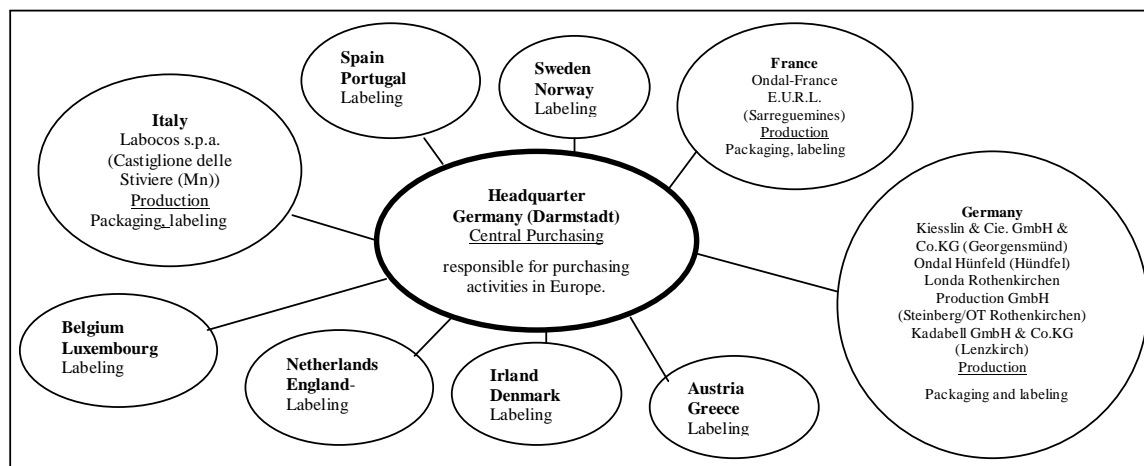 Spain
Portugal
Labeling
Sweden
Norway
Labeling
France
Ondal-France
E.U.R.L.
(Sarreguemines)
Production
Packaging, labeling
Italy
Labocos s.p.a.
(Castiglione delle
Stiviere (Mn))
Production
Packaging, labeling
Headquarter
Germany (Darmstadt)
Central Purchasing
responsible for purchasing
activities in Europe.
Germany
Kiesslin & Cie. GmbH &
Co.KG (Georgensmünd)
Ondal Hünfeld (Hündfel)
Londa Rothenkirchen
Production GmbH
(Steinberg/OT Rothenkirchen)
Kadabell GmbH & Co.KG
(Lenzkirch)
Production
Packaging and labeling
Belgium
Luxembourg
Labeling
Netherlands
England-
Labeling
Irland
Denmark
Labeling
Austria
Greece
Labeling